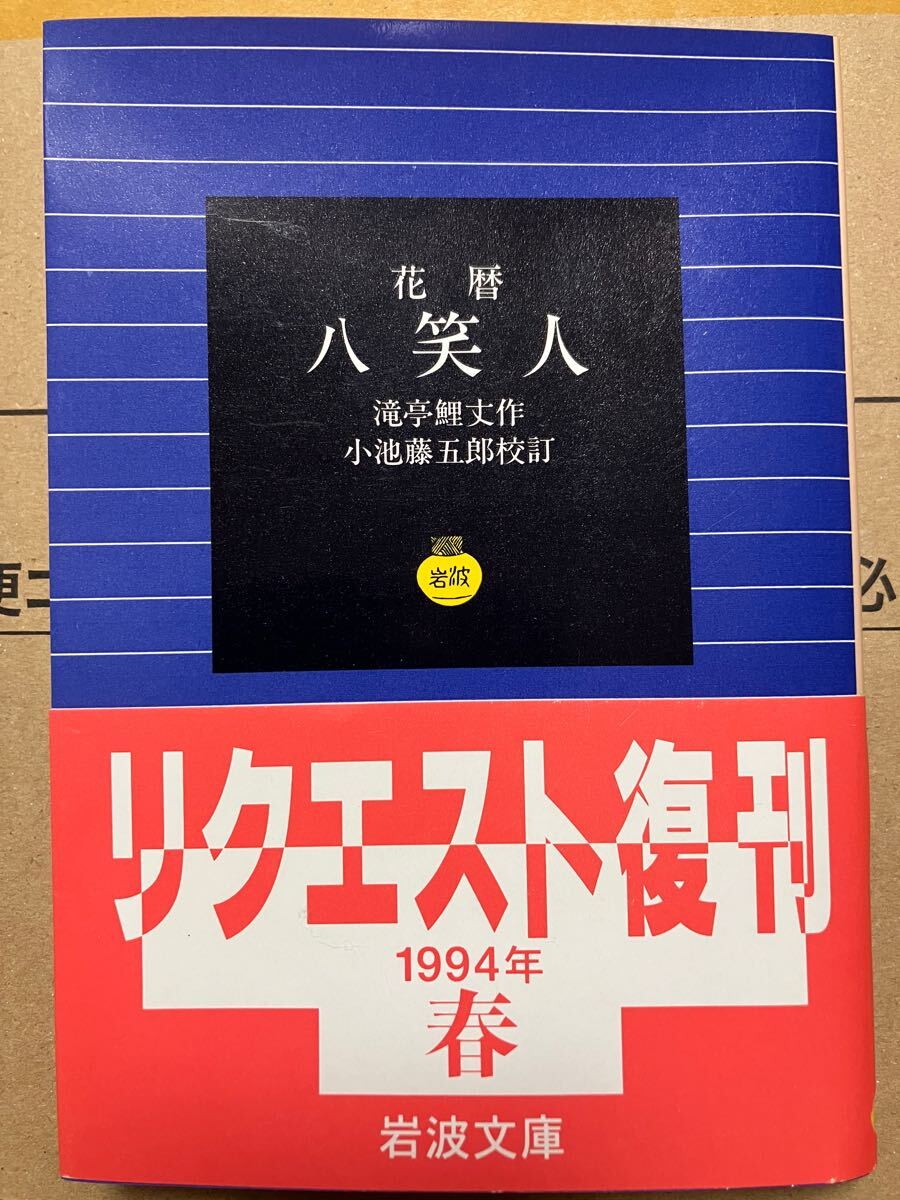 花暦
八笑人
滝亭鯉丈作
小池藤五郎校訂
岩波
リクエスト復刊
1994年
春
岩波文庫
必